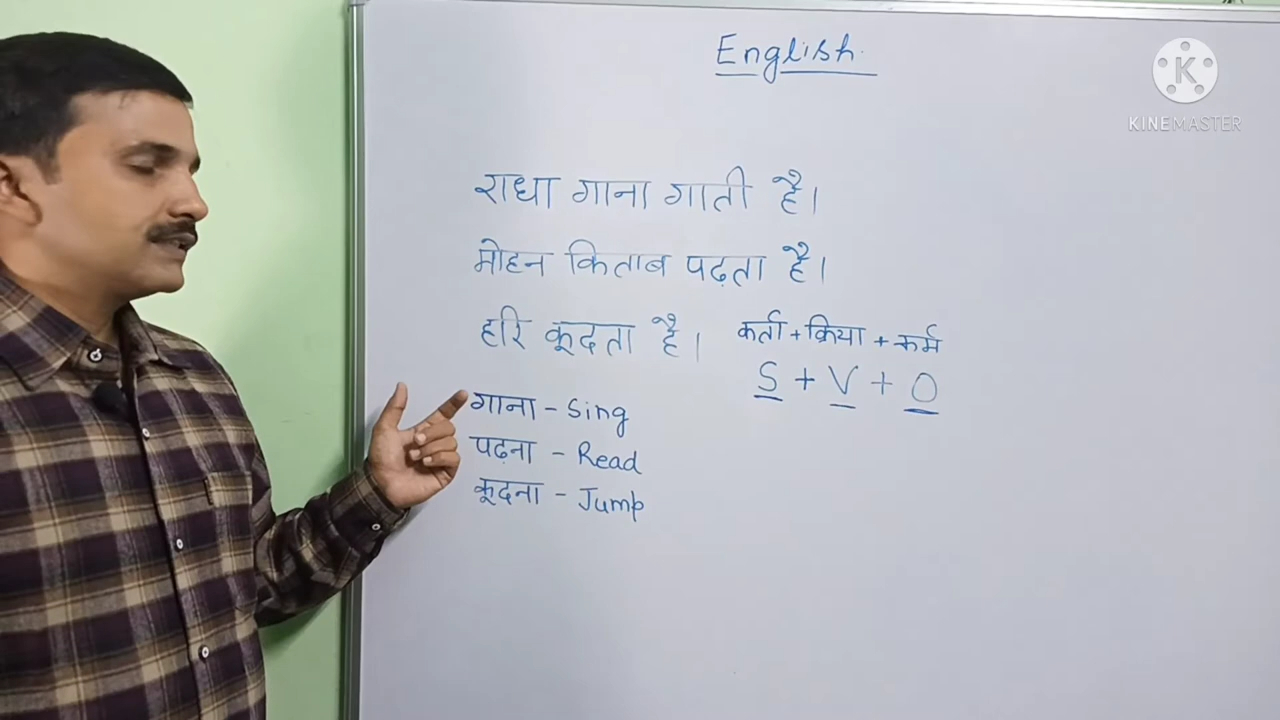 English.
K
KINEMASTER
राधा गाना गाती है।
मोहन किताब पढ़ता है।
हरि कूदता है।
कर्ता + क्रिया + कर्म
S + V + O
गाना - Sing
पढ़ना - Read
कूदना - Jump